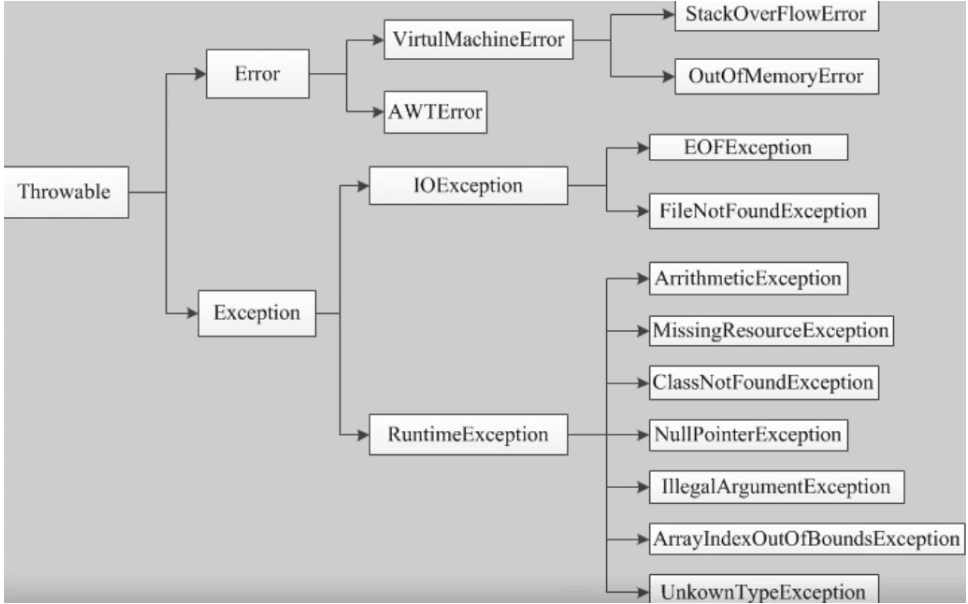 StackOverFlowError
VirtulMachineError
Error
OutOfMemoryError
AWTError
EOFException
Throwable
IOException
FileNotFoundException
ArrithmeticException
Exception
MissingResourceException
ClassNotFoundException
RuntimeException
NullPointerException
IllegalArgumentException
ArrayIndexOutOfBoundsException
UnkownTypeException